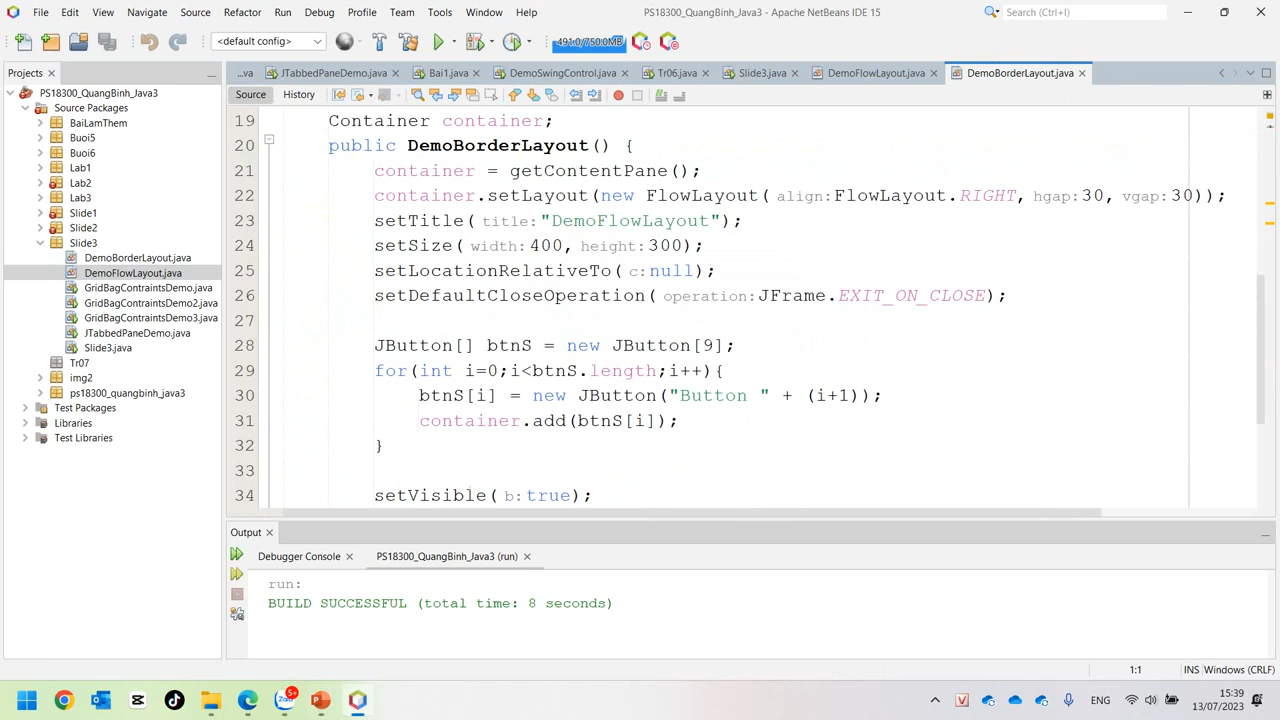 File Edit View Navigate Source Refactor Run Debug Profile Team Tools Window Help
PS18300_QuangBinh_Java3 - Apache NetBeans IDE 15
Search (Ctrl+I)
<default config>
491.0/750.0MB
Projects
...va
JTabbedPaneDemo.java
Bai1.java
DemoSwingControl.java
Tr06.java
Slide3.java
DemoFlowLayout.java
DemoBorderLayout.java
Source History
PS18300_QuangBinh_Java3
Source Packages
BaiLamThem
Buoi5
Buoi6
Lab1
Lab2
Lab3
Slide1
Slide2
Slide3
DemoBorderLayout.java
DemoFlowLayout.java
GridBagContraintsDemo.java
GridBagContraintsDemo2.java
GridBagContraintsDemo3.java
JTabbedPaneDemo.java
Slide3.java
Tr07
img2
ps18300_quangbinh_java3
Test Packages
Libraries
Test Libraries
19 Container container;
20 public DemoBorderLayout() {
21 container = getContentPane();
22 container.setLayout(new FlowLayout( align:FlowLayout.RIGHT, hgap:30, vgap:30));
23 setTitle( title:"DemoFlowLayout");
24 setSize( width:400, height:300);
25 setLocationRelativeTo( c:null);
26 setDefaultCloseOperation( operation:JFrame.EXIT_ON_CLOSE);
27
28 JButton[] btnS = new JButton[9];
29 for(int i=0;i<btnS.length;i++){
30 btnS[i] = new JButton("Button " + (i+1));
31 container.add(btnS[i]);
32 }
33
34 setVisible( b:true);
Output
Debugger Console
PS18300_QuangBinh_Java3 (run)
run:
BUILD SUCCESSFUL (total time: 8 seconds)
1:1 INS Windows (CRLF)
5+
Zalo
ENG
15:39
13/07/2023